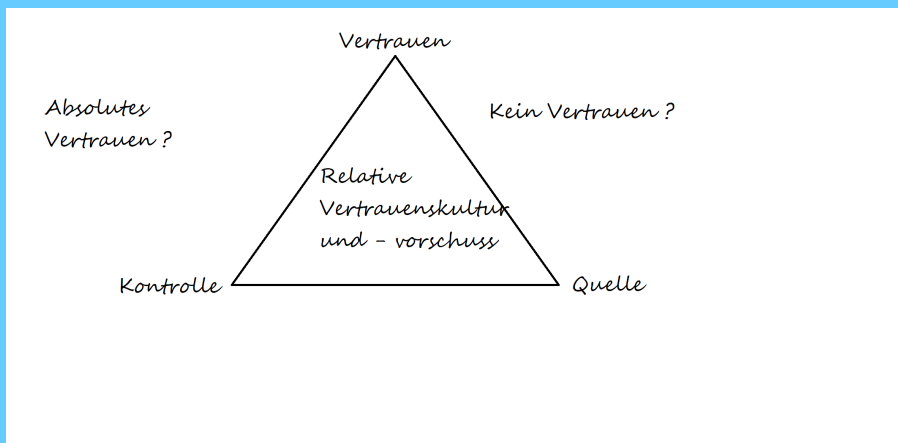 Vertrauen
Absolutes
Vertrauen ?
Kein Vertrauen ?
Relative
Vertrauenskultur
und - vorschuss
Kontrolle
Quelle